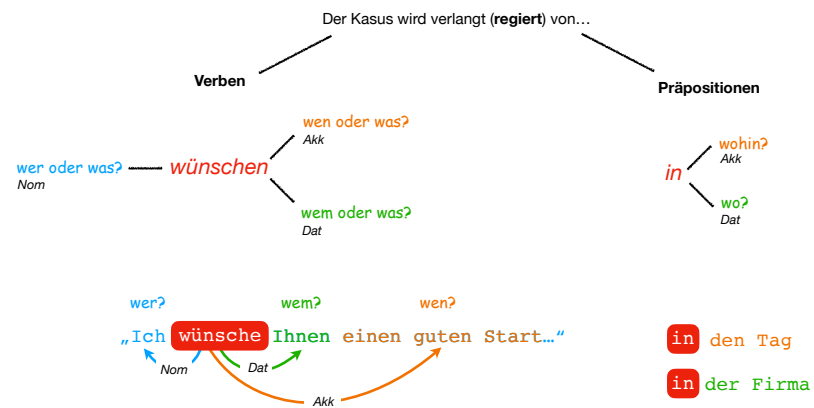 Der Kasus wird verlangt (regiert) von…
Verben
Präpositionen
wen oder was?
Akk
wer oder was?
Nom
wünschen
wem oder was?
Dat
wohin?
Akk
in
wo?
Dat
wer? wem? wen?
„Ich wünsche Ihnen einen guten Start…“
Nom Dat
Akk
in den Tag
in der Firma